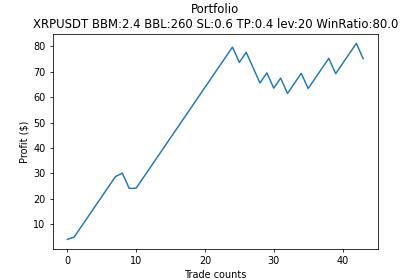 Portfolio
XRPUSDT BBM:2.4 BBL:260 SL:0.6 TP:0.4 lev:20 WinRatio:80.0
80
70
60
50
40
30
20
10
Profit ($)
0 10 20 30 40
Trade counts